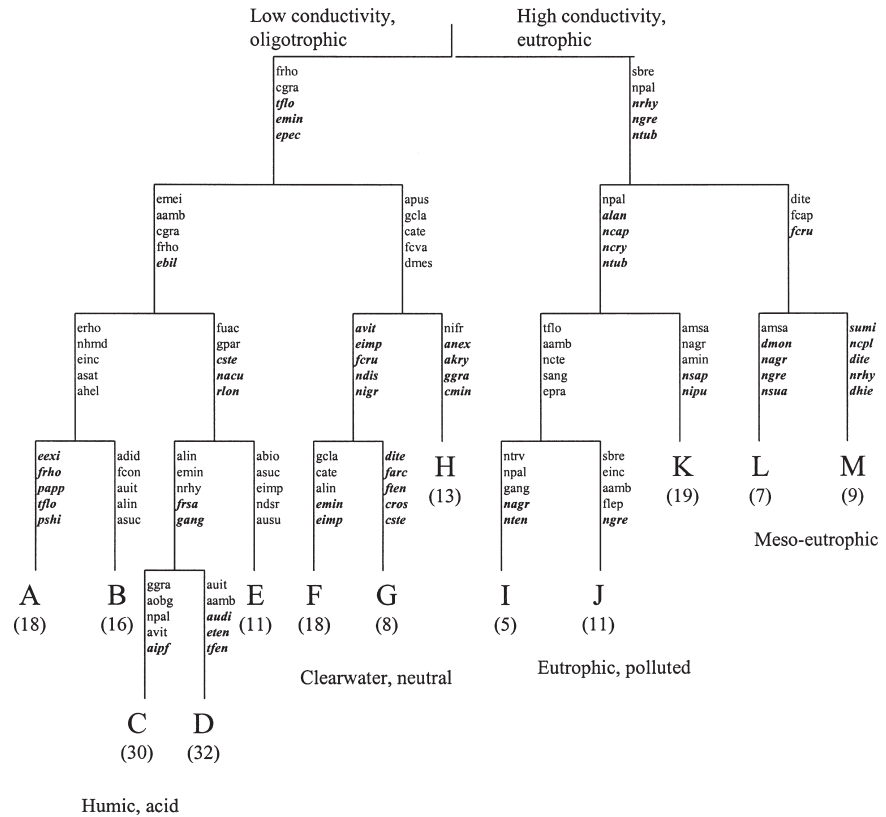 Low conductivity,
oligotrophic
High conductivity,
eutrophic
frho
cgra
tflo
emin
epec
sbre
npal
nrhy
ngre
ntub
emei
aamb
cgra
frho
ebil
apus
gcla
cate
fcva
dmes
npal
alan
ncap
ncry
ntub
dite
fcap
fcru
erho
nhmd
einc
asat
ahel
fuac
gpar
cste
nacu
rlon
avit
eimp
fcru
ndis
nigr
nifr
anex
akry
ggra
cmin
tflo
aamb
ncte
sang
epra
amsa
nagr
amin
nsap
nipu
amsa
dmon
nagr
ngre
nsua
sumi
ncpl
dite
nrhy
dhie
eexi
frho
papp
tflo
pshi
adid
fcon
auit
alin
asuc
alin
emin
nrhy
frsa
gang
abio
asuc
eimp
ndsr
ausu
gcla
cate
alin
emin
eimp
dite
farc
ften
cros
cste
H
(13)
ntrv
npal
gang
nagr
nten
sbre
einc
aamb
flep
ngre
K
(19)
L
(7)
M
(9)
Meso-eutrophic
A
(18)
B
(16)
ggra
aobg
npal
avit
aipf
auit
aamb
audi
eten
tfen
E
(11)
F
(18)
G
(8)
I
(5)
J
(11)
Clearwater, neutral
Eutrophic, polluted
C
(30)
D
(32)
Humic, acid